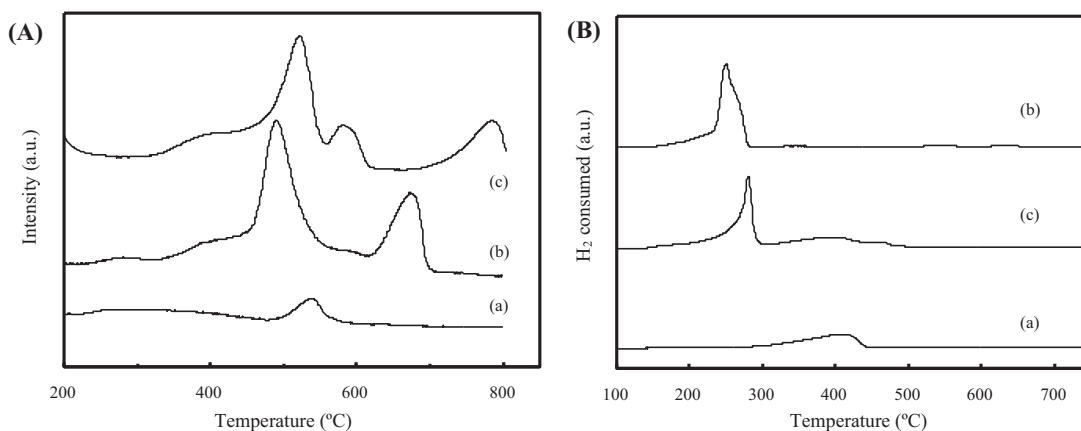 (A)
Intensity (a.u.)
(c)
(b)
(a)
200 400 600 800
Temperature (ºC)
(B)
H₂ consumed (a.u.)
(b)
(c)
(a)
100 200 300 400 500 600 700
Temperature (ºC)